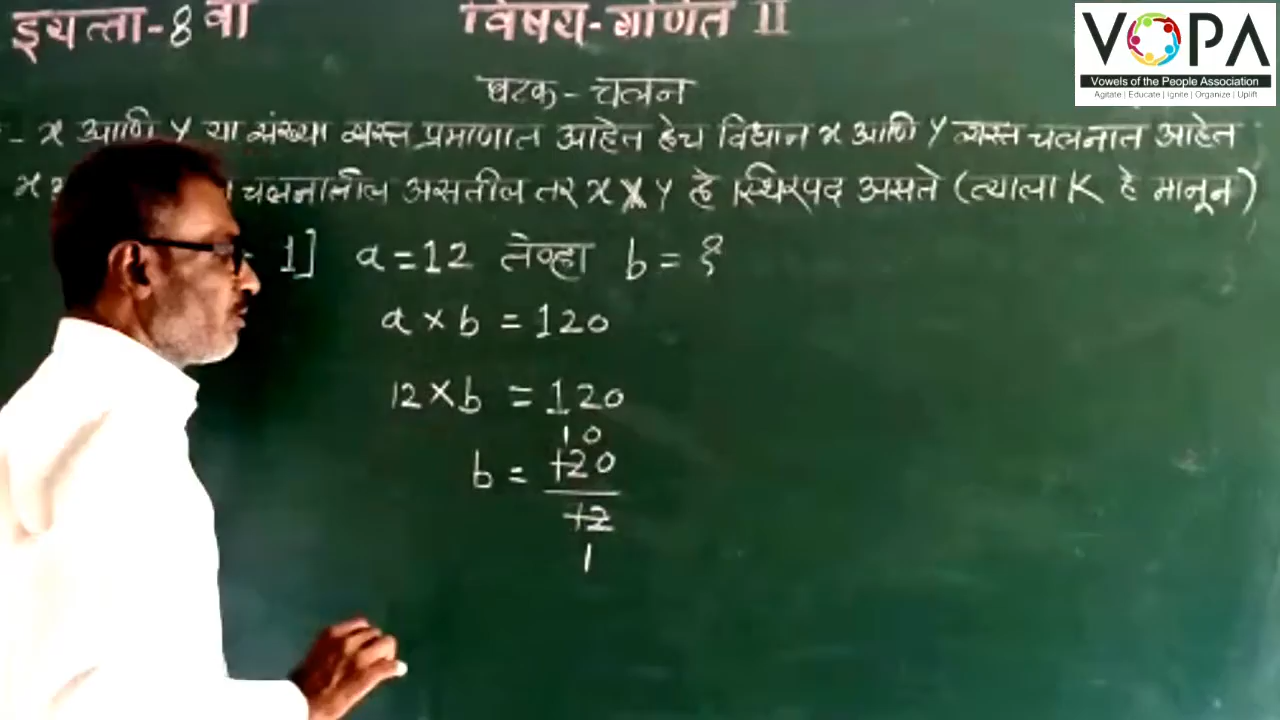 इयत्ता-8 वी
विषय-गणित II
VOPA
Vowels of the People Association
Agitate | Educate | Ignite | Organize | Uplift
घटक - चलन
- x आणि Y या संख्या व्यस्त प्रमाणात आहेत हेच विधान x आणि Y व्यस्त चलनात आहेत
x चलनातील असतील तर x X Y हे स्थिरपद असते (त्याला K हे मानून)
1] a = 12 तेव्हा b = ?
a × b = 120
12 × b = 120
10
b = 120
12
1